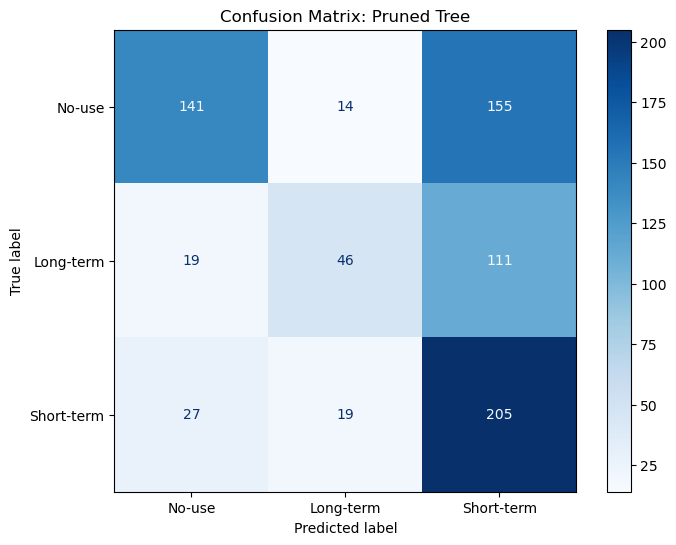 Confusion Matrix: Pruned Tree
True label
No-use
141 14 155
Long-term
19 46 111
Short-term
27 19 205
No-use Long-term Short-term
Predicted label
200
175
150
125
100
75
50
25